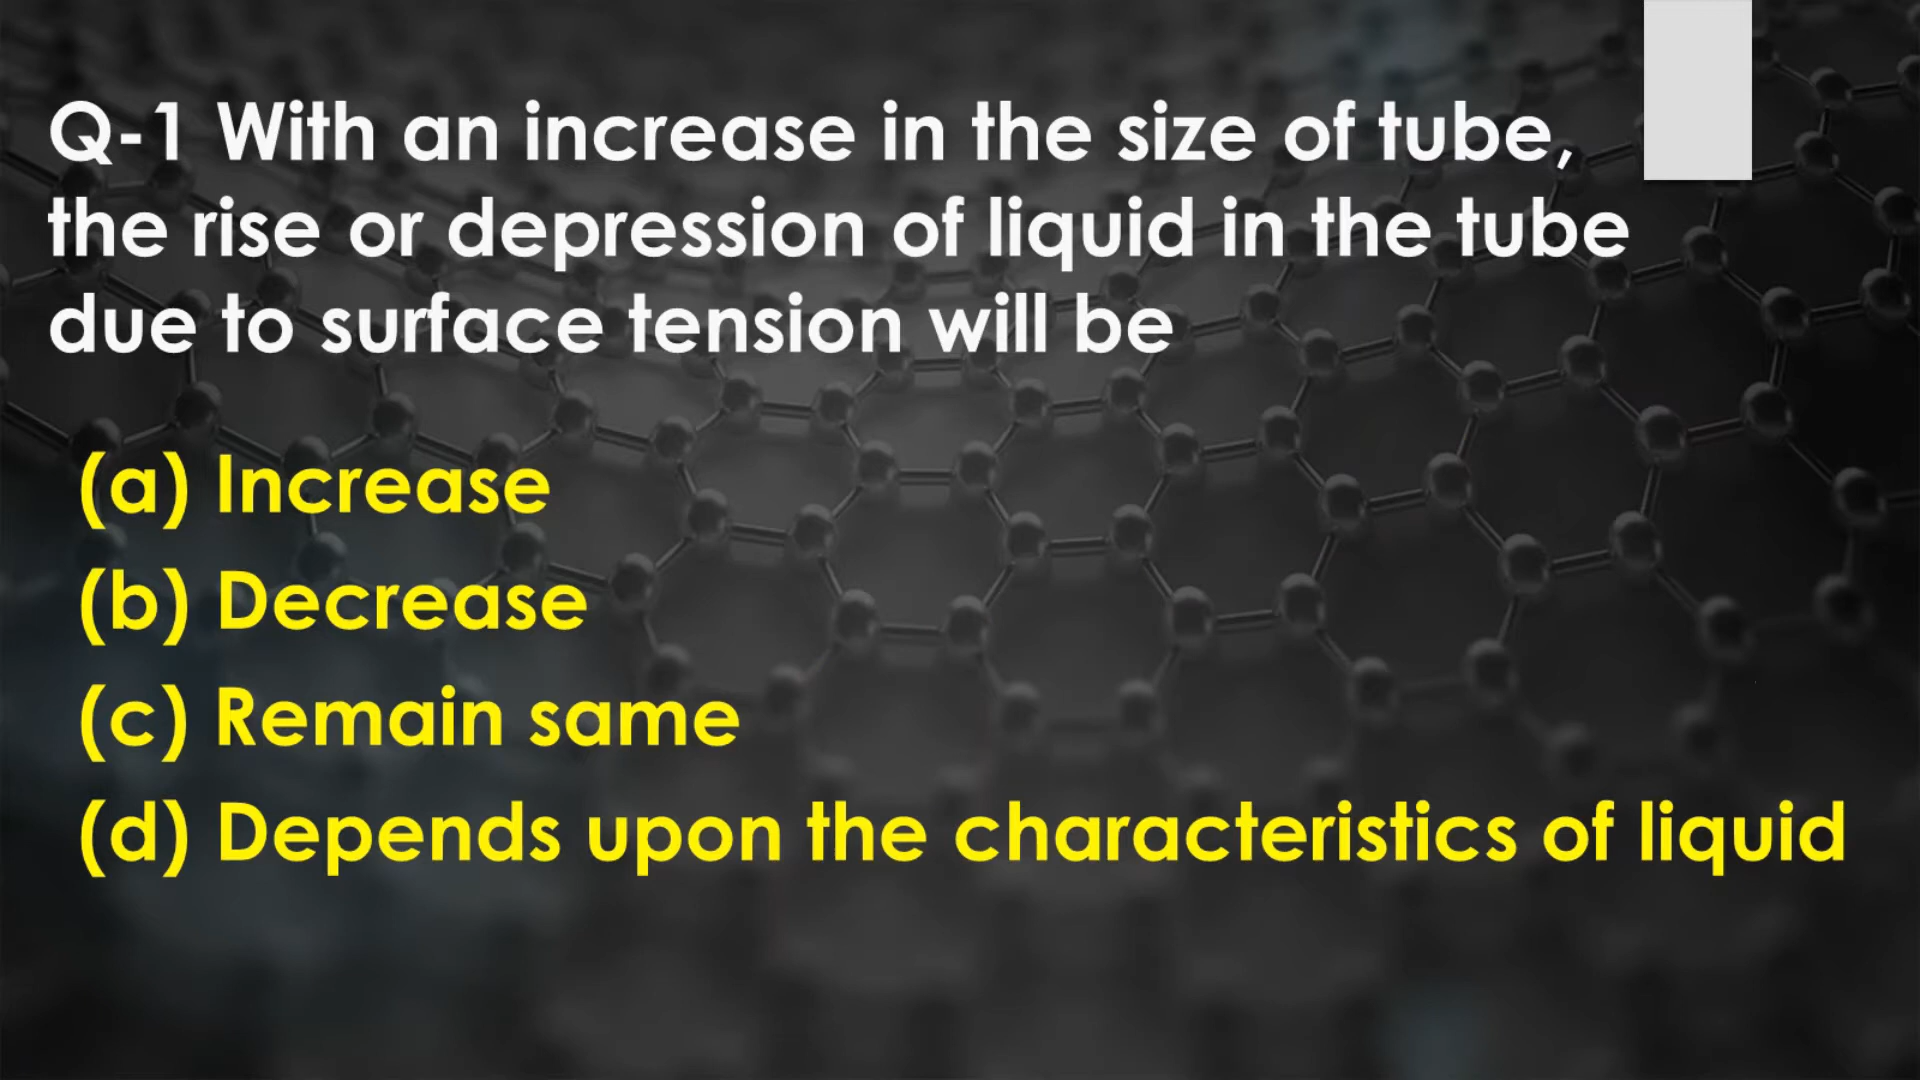 Q-1 With an increase in the size of tube,
the rise or depression of liquid in the tube
due to surface tension will be
(a) Increase
(b) Decrease
(c) Remain same
(d) Depends upon the characteristics of liquid